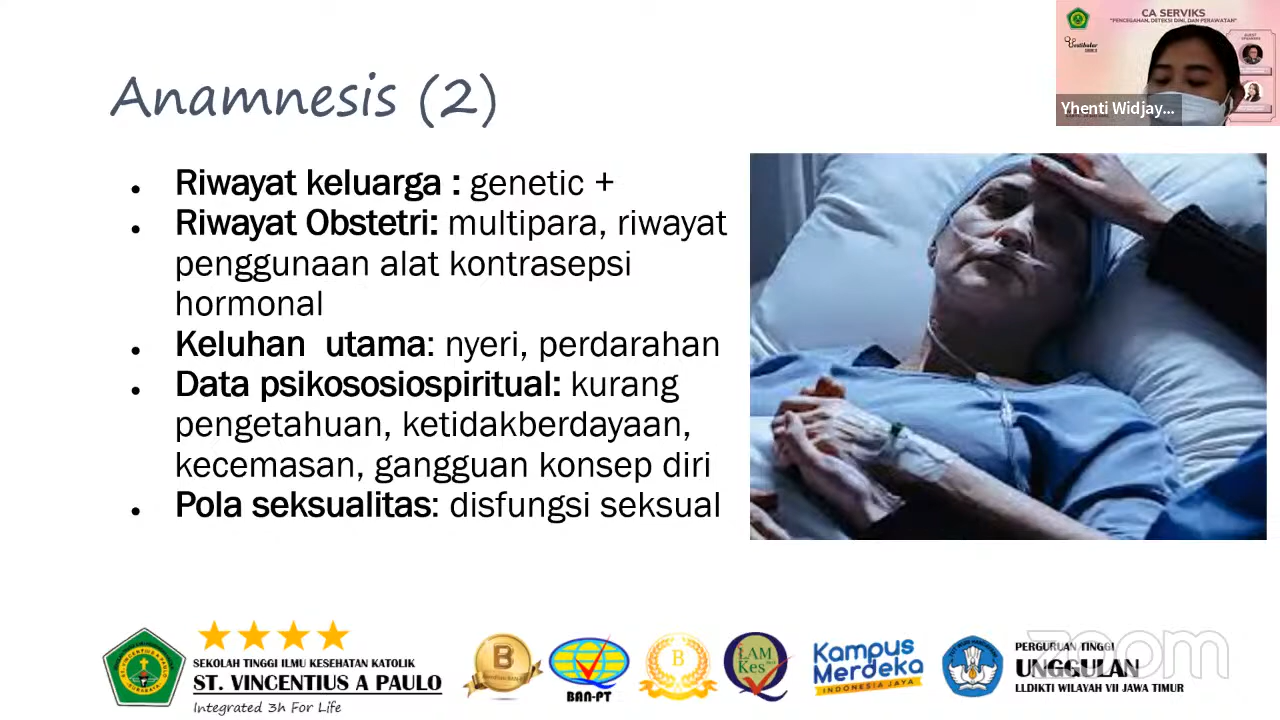 CA SERVIKS
"PENCEGAHAN, DETEKSI DINI, DAN PERAWATAN"
Yhenti Widjay...
Anamnesis (2)
Riwayat keluarga : genetic +
Riwayat Obstetri: multipara, riwayat
penggunaan alat kontrasepsi
hormonal
Keluhan utama: nyeri, perdarahan
Data psikososiospiritual: kurang
pengetahuan, ketidakberdayaan,
kecemasan, gangguan konsep diri
Pola seksualitas: disfungsi seksual
SEKOLAH TINGGI ILMU KESEHATAN KATOLIK
ST. VINCENTIUS A PAULO
Integrated 3h For Life
B
BAN-PT
B
LAM
Kes
Kampus
Merdeka
INDONESIA JAYA
PERGURUAN TINGGI
UNGGULAN
LLDIKTI WILAYAH VII JAWA TIMUR
zoom